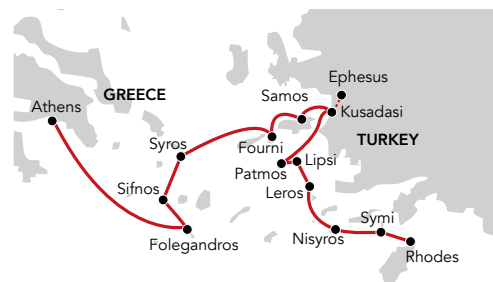 Ephesus
GREECE
Samos
Athens
Kusadasi
TURKEY
Syros
Fourni
Lipsi
Patmos
Sifnos
Leros
Symi
Folegandros
Nisyros
Rhodes